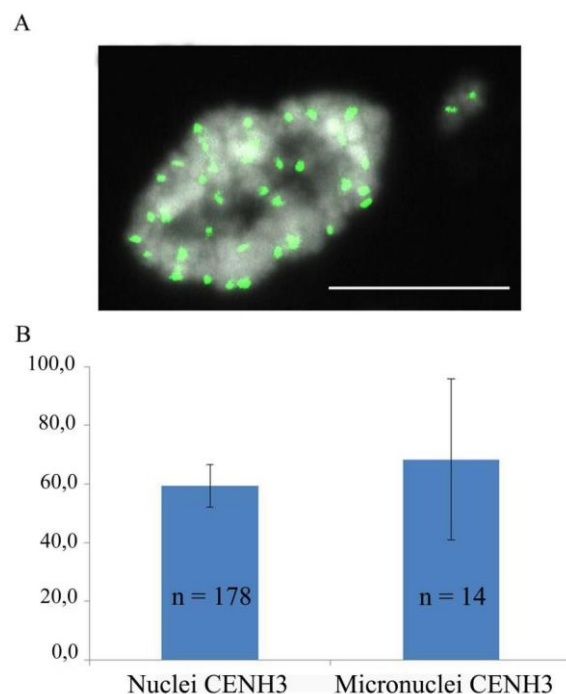 A
B
100,0
80,0
60,0
40,0
20,0
0,0
n = 178
n = 14
Nuclei CENH3
Micronuclei CENH3